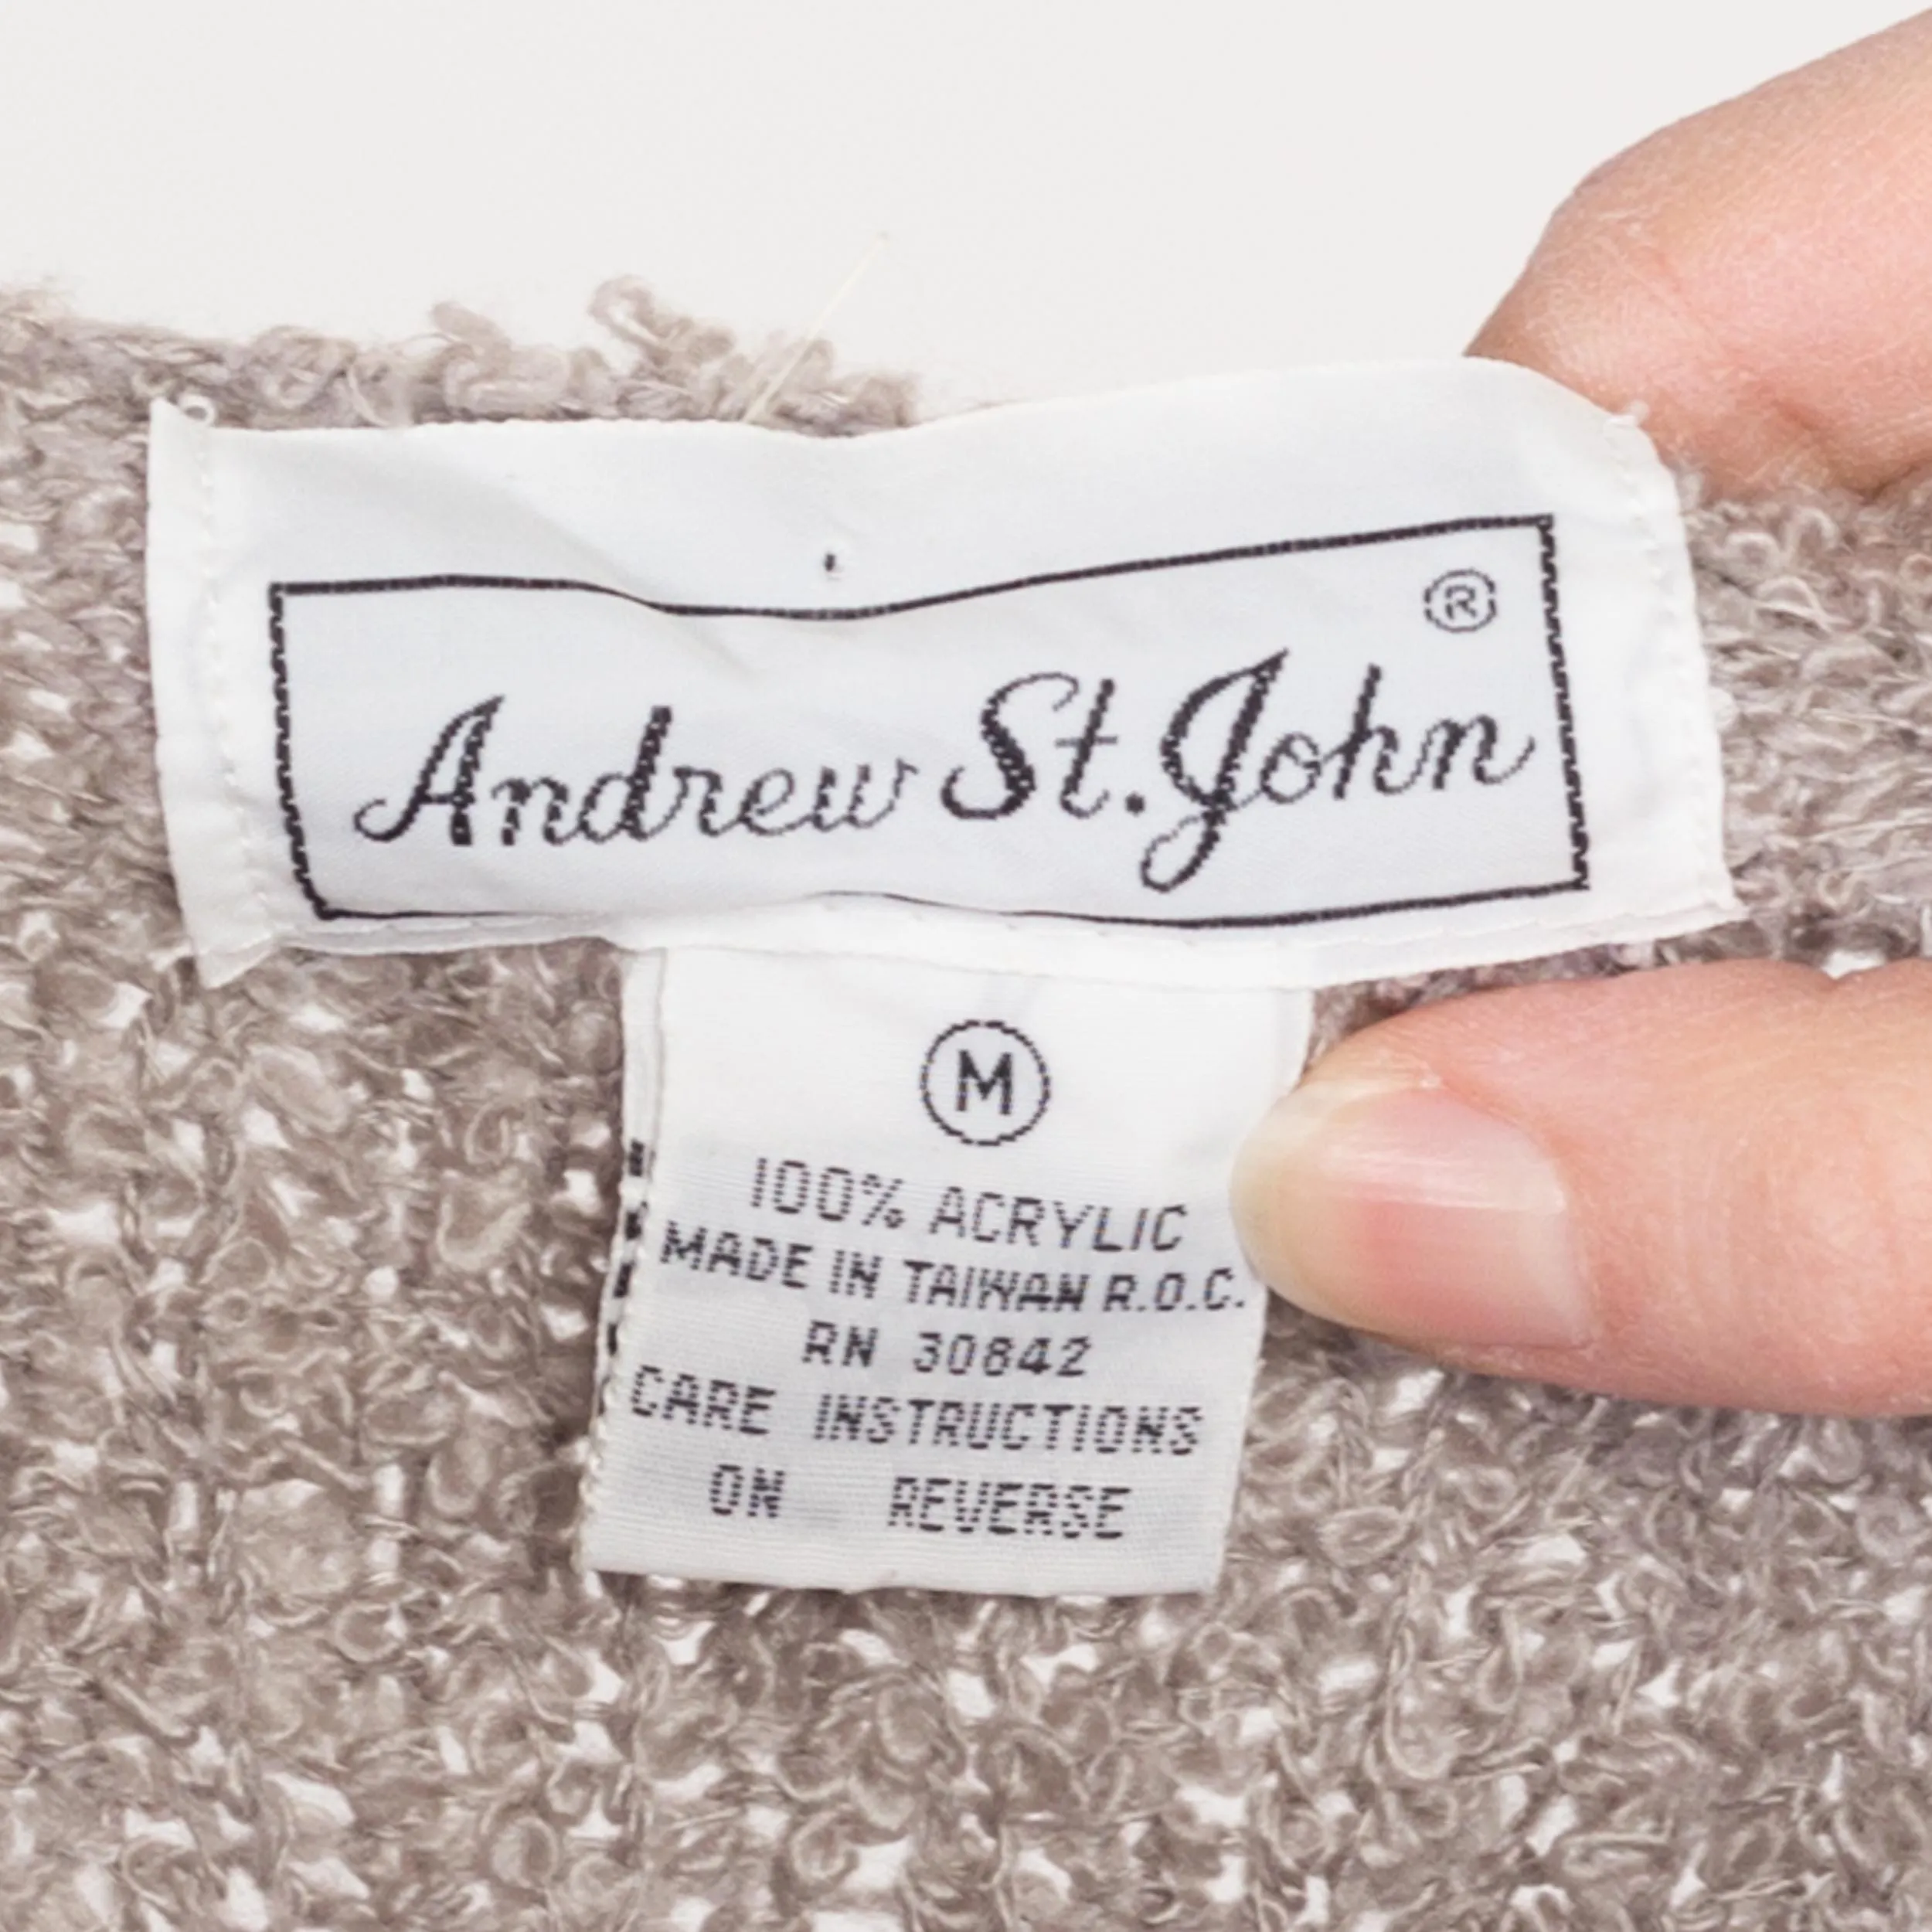 Andrew St. John ®
M
100% ACRYLIC
MADE IN TAIWAN R.O.C.
RN 30842
CARE INSTRUCTIONS
ON REVERSE